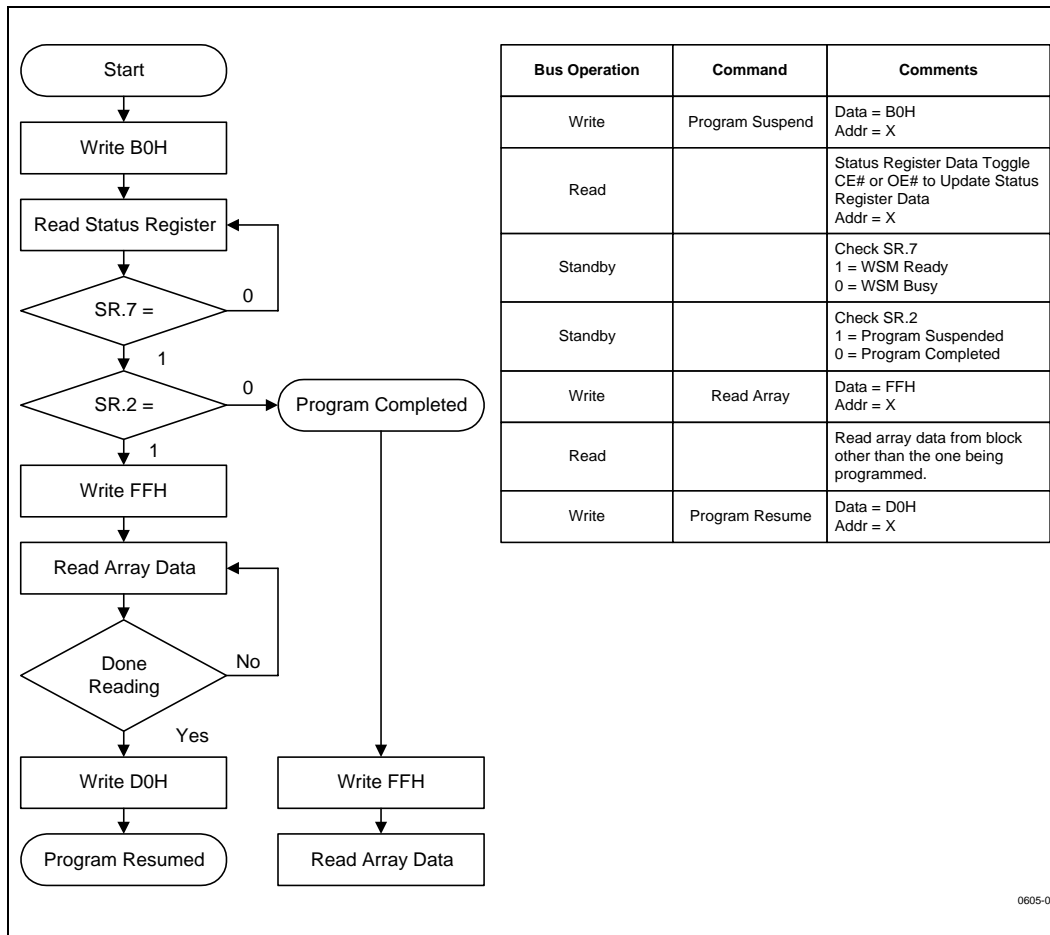 Start
Write B0H
Read Status Register
SR.7 =
0
1
SR.2 =
0
Program Completed
1
Write FFH
Read Array Data
Done
Reading
No
Yes
Write D0H
Write FFH
Program Resumed
Read Array Data
Bus Operation Command Comments
Write Program Suspend Data = B0H
Addr = X
Read Status Register Data Toggle
CE# or OE# to Update Status
Register Data
Addr = X
Standby Check SR.7
1 = WSM Ready
0 = WSM Busy
Standby Check SR.2
1 = Program Suspended
0 = Program Completed
Write Read Array Data = FFH
Addr = X
Read Read array data from block
other than the one being
programmed.
Write Program Resume Data = D0H
Addr = X